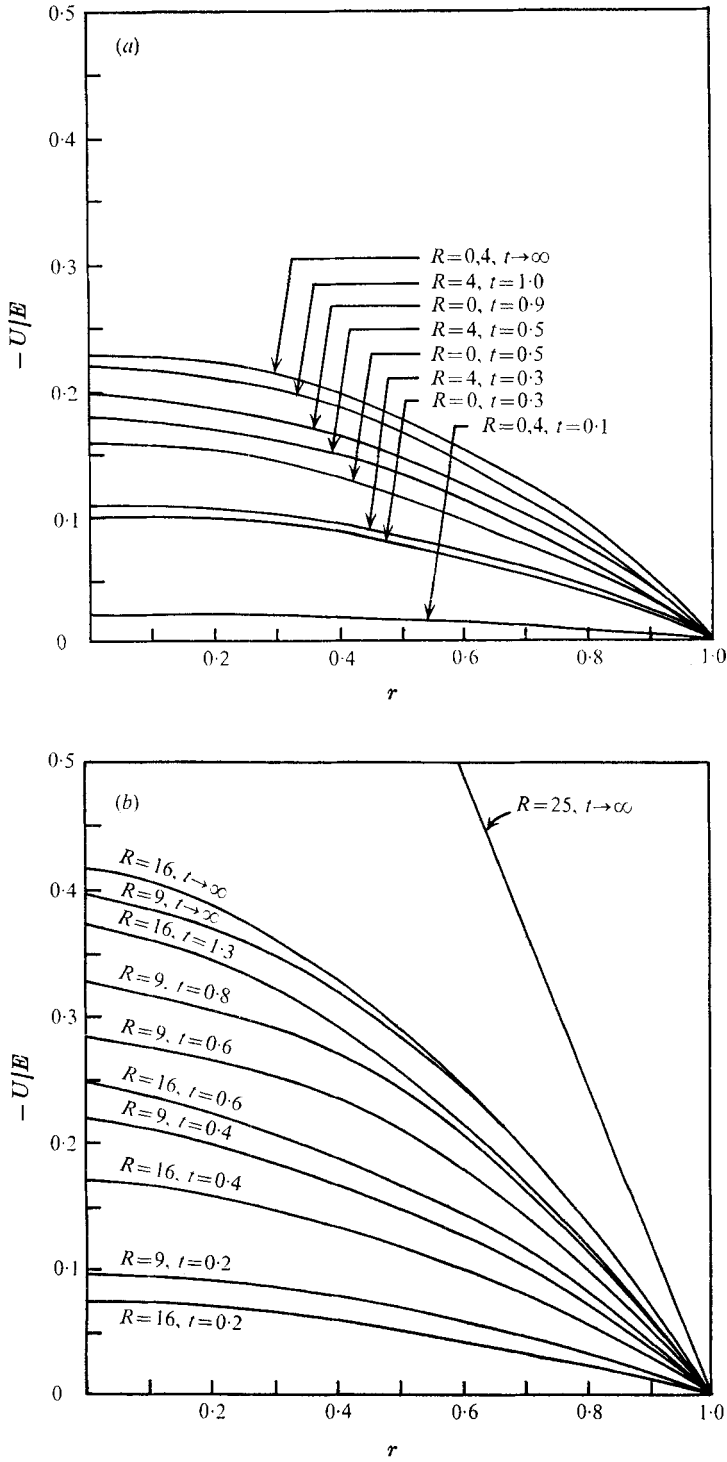 0·5
(a)
0·4
0·3
0·2
0·1
0
− U/E
R=0,4, t→∞
R=4, t=1·0
R=0, t=0·9
R=4, t=0·5
R=0, t=0·5
R=4, t=0·3
R=0, t=0·3
R=0,4, t=0·1
0·2 0·4 0·6 0·8 1·0
r
0·5
(b)
0·4
0·3
0·2
0·1
0
− U/E
R=25, t→∞
R=16, t→∞
R=9, t→∞
R=16, t=1·3
R=9, t=0·8
R=9, t=0·6
R=16, t=0·6
R=9, t=0·4
R=16, t=0·4
R=9, t=0·2
R=16, t=0·2
0·2 0·4 0·6 0·8 1·0
r